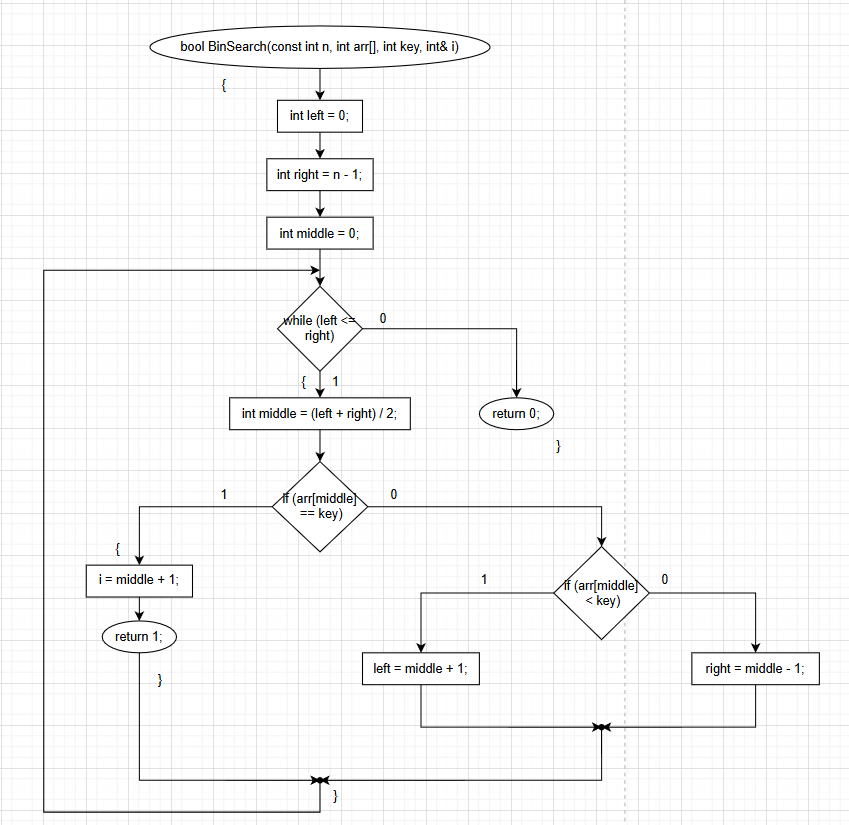 bool BinSearch(const int n, int arr[], int key, int& i)
{
int left = 0;
int right = n - 1;
int middle = 0;
while (left <=
right)
0
{
1
int middle = (left + right) / 2;
return 0;
}
if (arr[middle]
== key)
1
0
{
i = middle + 1;
return 1;
}
if (arr[middle]
< key)
1
0
left = middle + 1;
right = middle - 1;
}